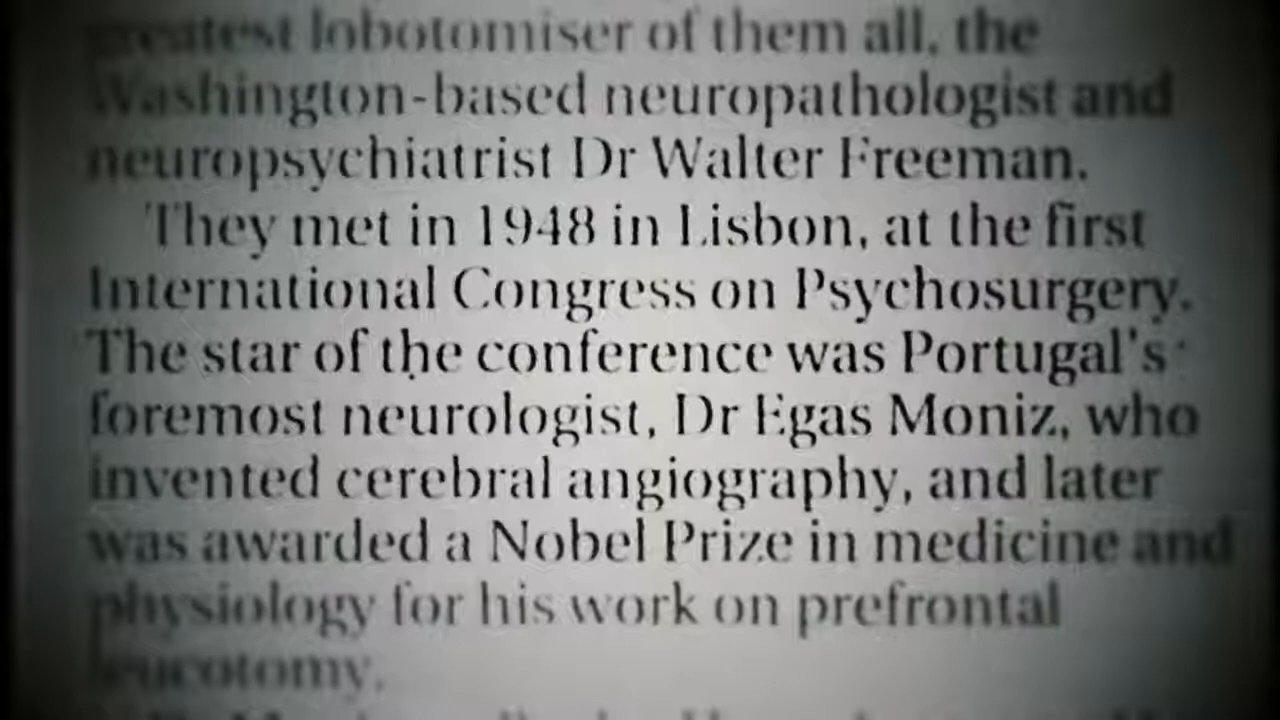 greatest lobotomiser of them all, the
Washington-based neuropathologist and
neuropsychiatrist Dr Walter Freeman.
They met in 1948 in Lisbon, at the first
International Congress on Psychosurgery.
The star of the conference was Portugal's
foremost neurologist, Dr Egas Moniz, who
invented cerebral angiography, and later
was awarded a Nobel Prize in medicine and
physiology for his work on prefrontal
leucotomy.